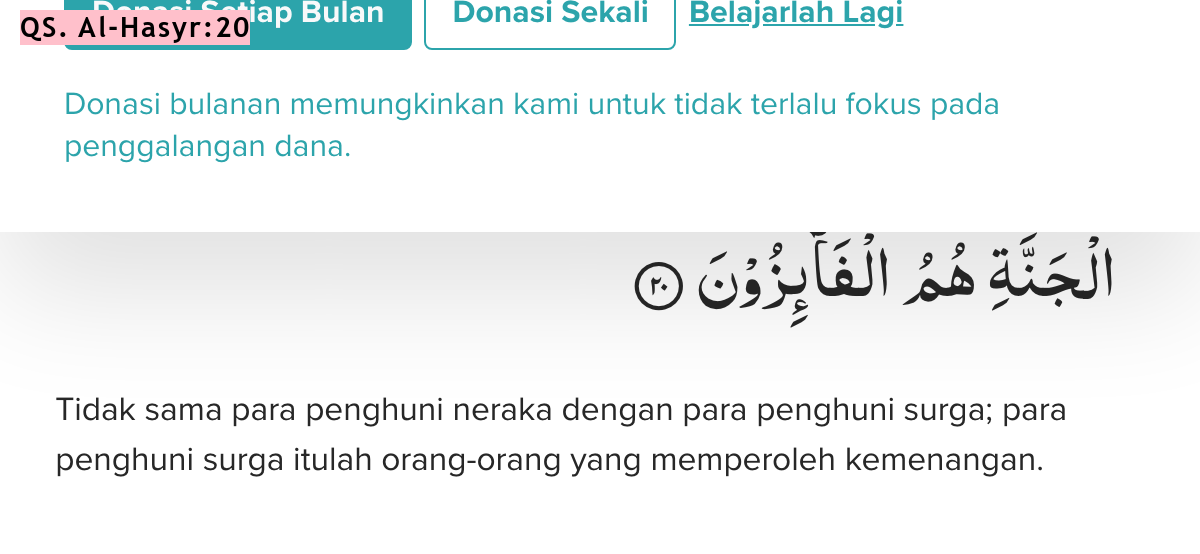 Donasi Setiap Bulan Donasi Sekali Belajarlah Lagi
QS. Al-Hasyr:20
Donasi bulanan memungkinkan kami untuk tidak terlalu fokus pada
penggalangan dana.
الْجَنَّةِ هُمُ الْفَاۤىِٕزُوْنَ ٢٠
Tidak sama para penghuni neraka dengan para penghuni surga; para
penghuni surga itulah orang-orang yang memperoleh kemenangan.